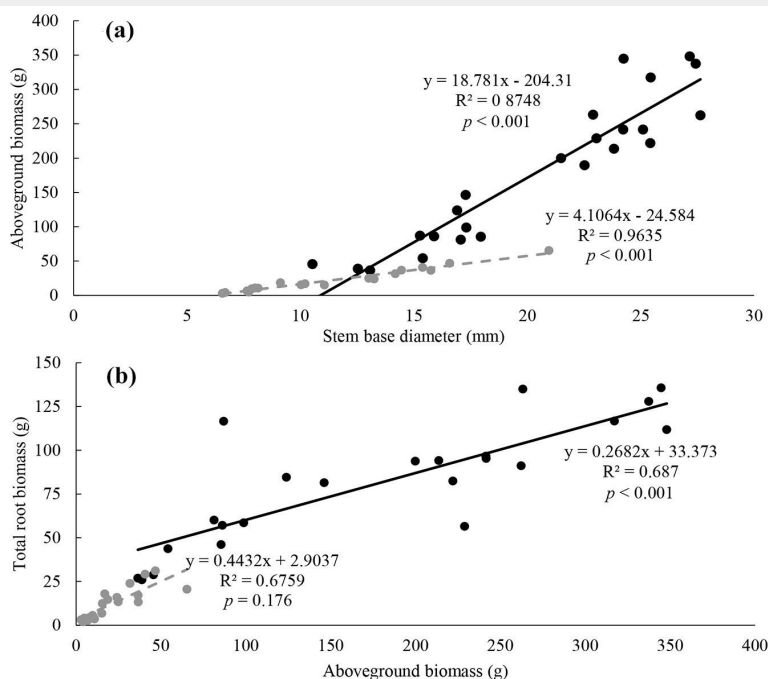 (a)
400
350
300
250
200
150
100
50
0
Aboveground biomass (g)
y = 18.781x - 204.31
R² = 0 8748
p < 0.001
y = 4.1064x - 24.584
R² = 0.9635
p < 0.001
0 5 10 15 20 25 30
Stem base diameter (mm)
(b)
150
125
100
75
50
25
0
Total root biomass (g)
y = 0.2682x + 33.373
R² = 0.687
p < 0.001
y = 0.4432x + 2.9037
R² = 0.6759
p = 0.176
0 50 100 150 200 250 300 350 400
Aboveground biomass (g)